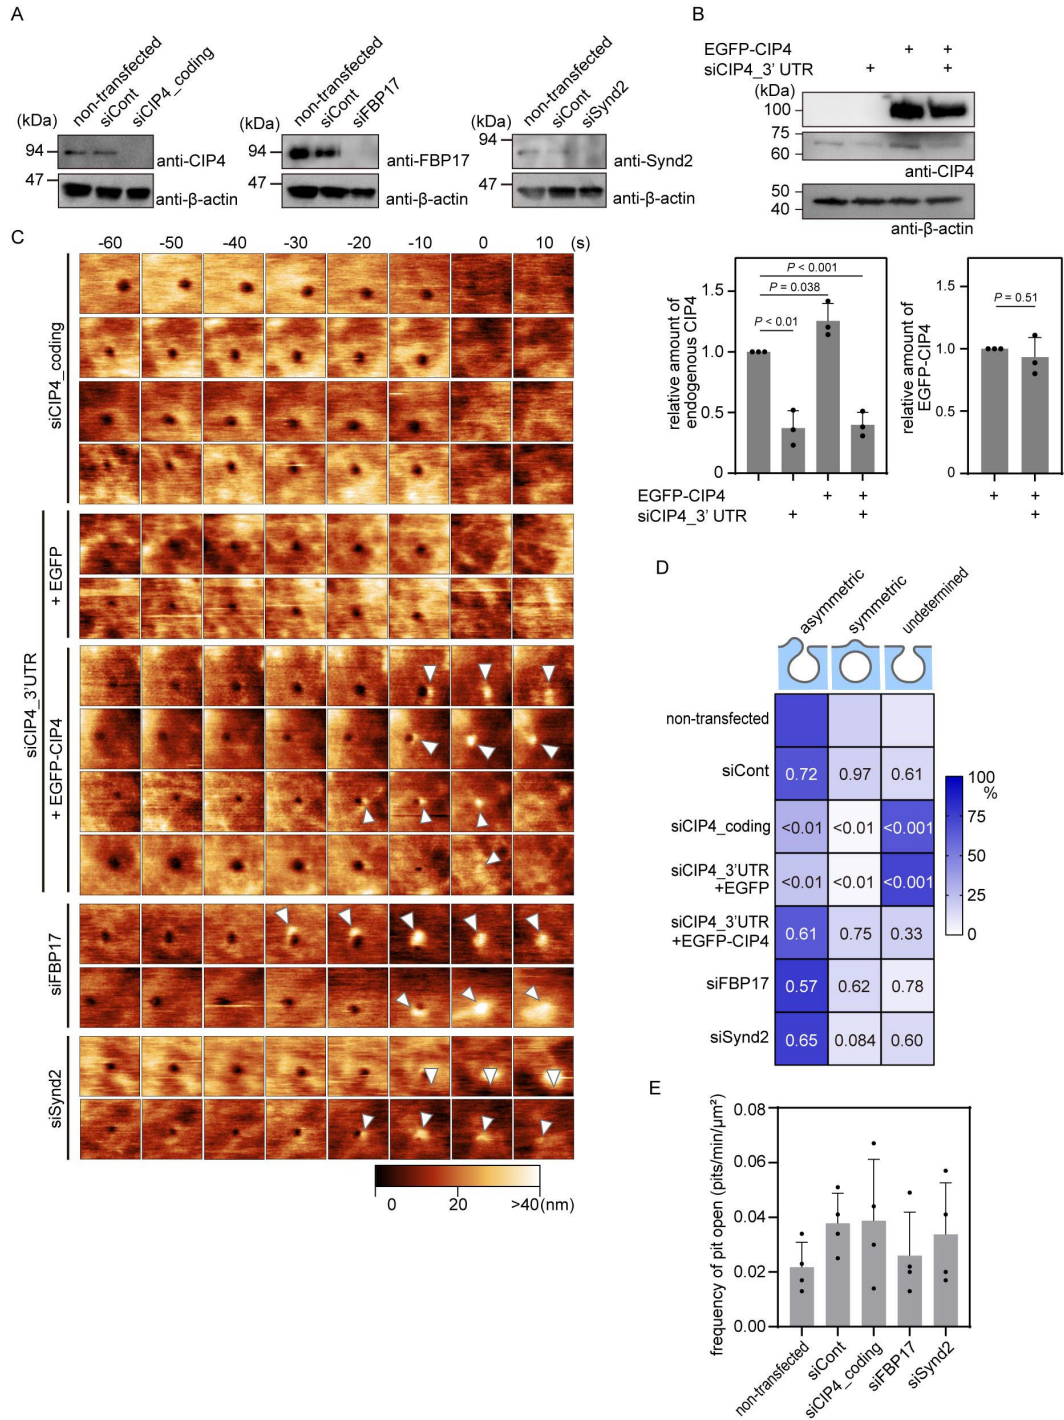 A
non-transfected
siCont
siCIP4_coding
(kDa)
94
47
anti-CIP4
anti-β-actin
non-transfected
siCont
siFBP17
(kDa)
94
47
anti-FBP17
anti-β-actin
non-transfected
siCont
siSynd2
(kDa)
94
47
anti-Synd2
anti-β-actin
B
EGFP-CIP4 + +
siCIP4_3' UTR + +
(kDa)
100
75
60
anti-CIP4
50
40
anti-β-actin
relative amount of
endogenous CIP4
1.5
1.0
0.5
0
P < 0.001
P = 0.038
P < 0.01
relative amount of
EGFP-CIP4
1.5
1.0
0.5
0
P = 0.51
EGFP-CIP4 + + + +
siCIP4_3' UTR + + +
C
-60 -50 -40 -30 -20 -10 0 10 (s)
siCIP4_coding
siCIP4_3'UTR
+ EGFP
+ EGFP-CIP4
siFBP17
siSynd2
0 20 >40 (nm)
D
asymmetric
symmetric
undetermined
non-transfected
siCont 0.72 0.97 0.61
siCIP4_coding <0.01 <0.01 <0.001
siCIP4_3'UTR
+EGFP <0.01 <0.01 <0.001
siCIP4_3'UTR
+EGFP-CIP4 0.61 0.75 0.33
siFBP17 0.57 0.62 0.78
siSynd2 0.65 0.084 0.60
100
%
75
50
25
0
E
frequency of pit open (pits/min/μm²)
0.08
0.06
0.04
0.02
0.00
non-transfected
siCont
siCIP4_coding
siFBP17
siSynd2